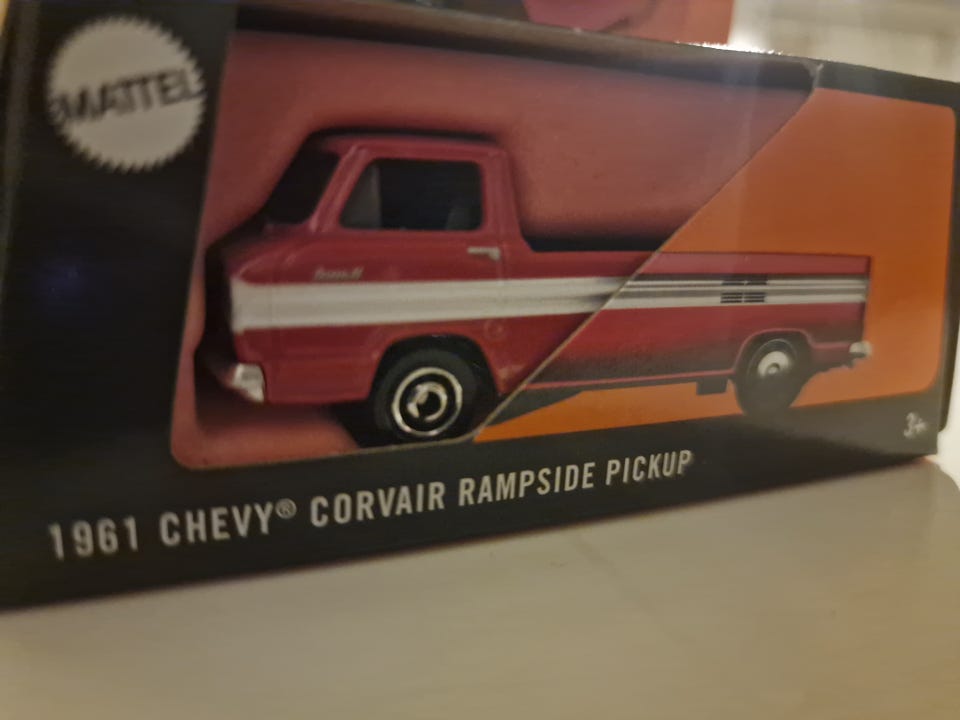 MATTEL
3+
1961 CHEVY® CORVAIR RAMPSIDE PICKUP